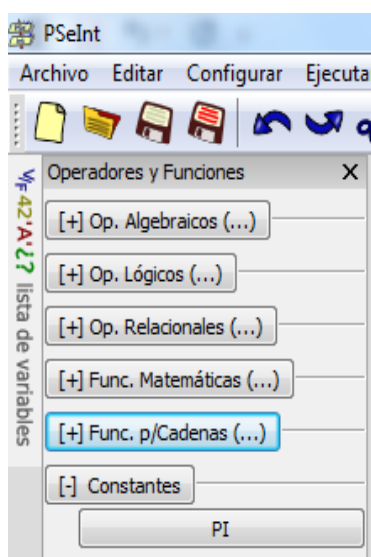 PSeInt
Archivo Editar Configurar Ejecuta
Operadores y Funciones X
[+] Op. Algebraicos (...)
[+] Op. Lógicos (...)
[+] Op. Relacionales (...)
[+] Func. Matemáticas (...)
[+] Func. p/Cadenas (...)
[-] Constantes
PI
V/F 42'A'¿? lista de variables